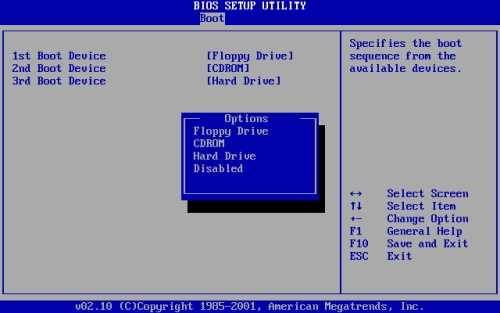 BIOS SETUP UTILITY
Boot
1st Boot Device [Floppy Drive]
2nd Boot Device [CDROM]
3rd Boot Device [Hard Drive]
Options
Floppy Drive
CDROM
Hard Drive
Disabled
Specifies the boot
sequence from the
available devices.
↔ Select Screen
↑↓ Select Item
+- Change Option
F1 General Help
F10 Save and Exit
ESC Exit
v02.10 (C)Copyright 1985-2001, American Megatrends, Inc.